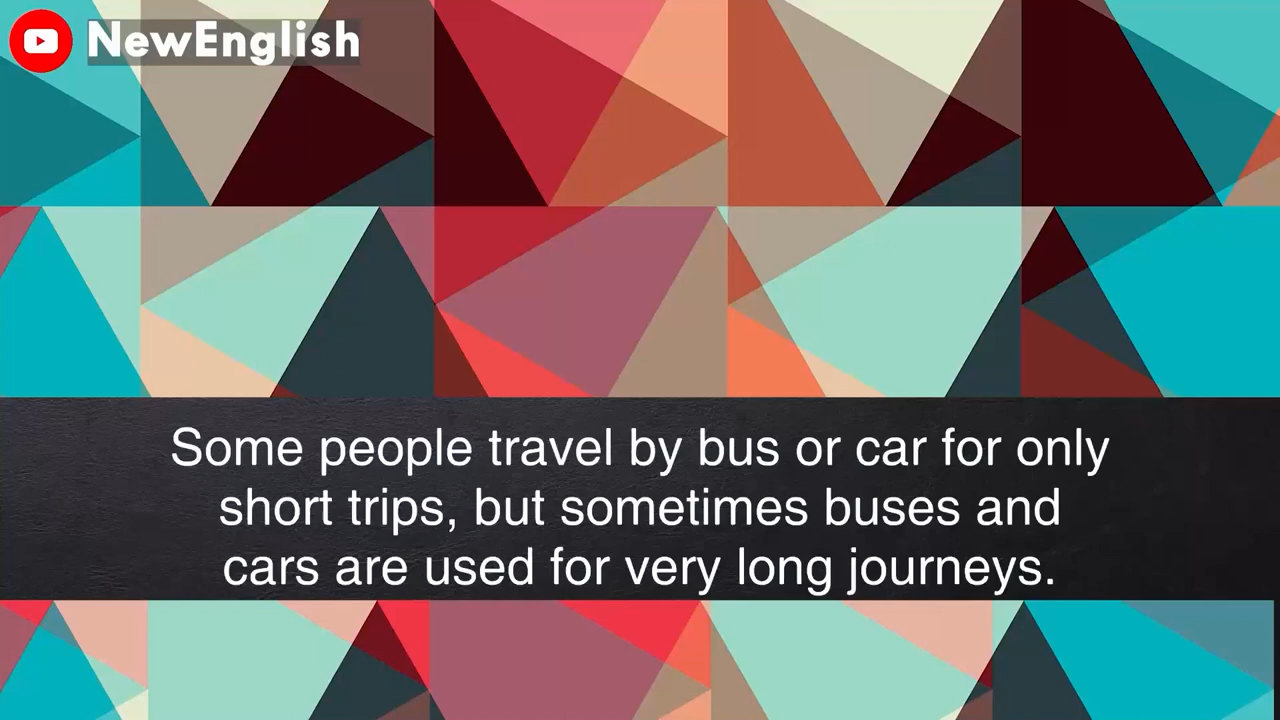 NewEnglish
Some people travel by bus or car for only
short trips, but sometimes buses and
cars are used for very long journeys.